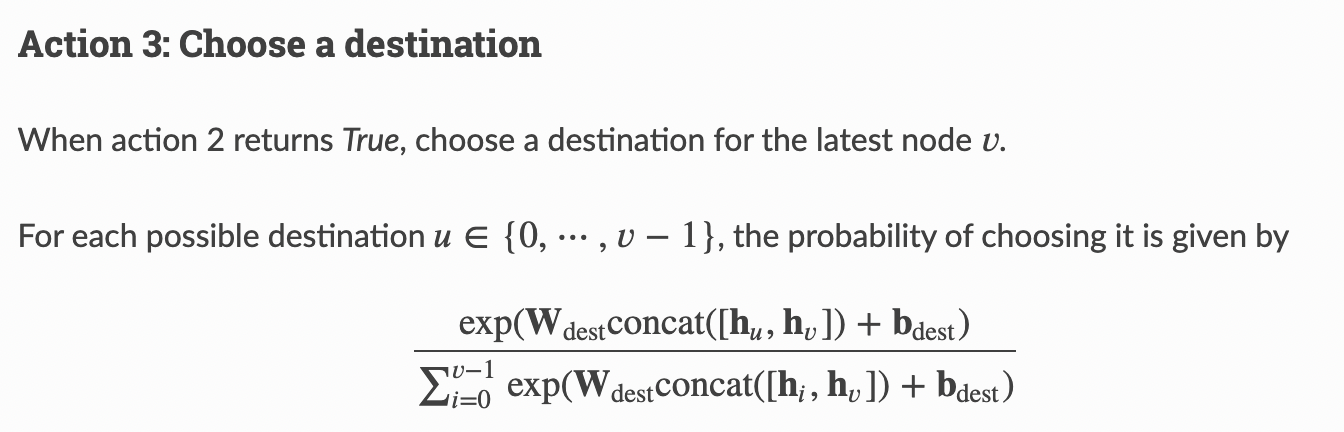 Action 3: Choose a destination
When action 2 returns True, choose a destination for the latest node v.
For each possible destination u ∈ {0, ⋯ , v − 1}, the probability of choosing it is given by
exp(W_dest concat([h_u, h_v]) + b_dest)
∑_{i=0}^{v−1} exp(W_dest concat([h_i, h_v]) + b_dest)